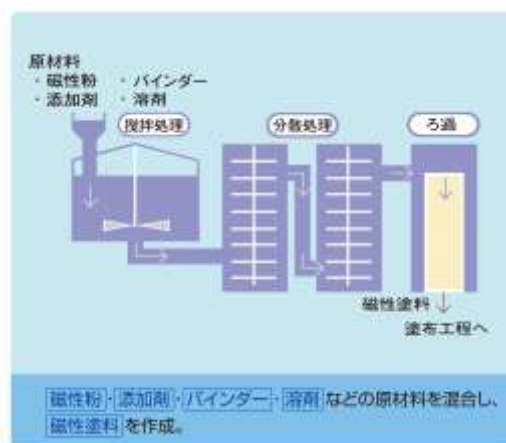 原材料
・磁性粉 ・バインダー
・添加剤 ・溶剤
撹拌処理
分散処理
ろ過
磁性塗料
塗布工程へ
磁性粉・添加剤・バインダー・溶剤などの原材料を混合し、
磁性塗料を作成。